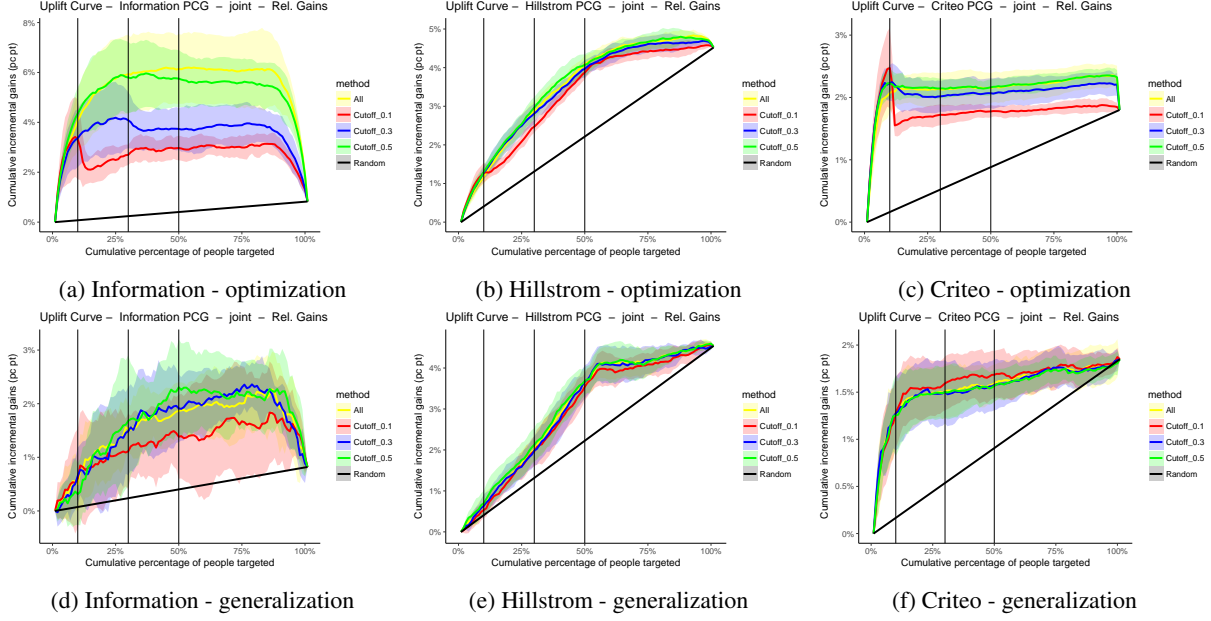 Uplift Curve – Information PCG – joint – Rel. Gains
8%
6%
4%
2%
0%
0%
25%
50%
75%
100%
Cumulative percentage of people targeted
Cumulative incremental gains (pc pt)
method
All
Cutoff_0.1
Cutoff_0.3
Cutoff_0.5
Random
(a) Information - optimization
Uplift Curve – Hillstrom PCG – joint – Rel. Gains
5%
4%
3%
2%
1%
0%
0%
25%
50%
75%
100%
Cumulative percentage of people targeted
Cumulative incremental gains (pc pt)
method
All
Cutoff_0.1
Cutoff_0.3
Cutoff_0.5
Random
(b) Hillstrom - optimization
Uplift Curve – Criteo PCG – joint – Rel. Gains
3%
2%
1%
0%
0%
25%
50%
75%
100%
Cumulative percentage of people targeted
Cumulative incremental gains (pc pt)
method
All
Cutoff_0.1
Cutoff_0.3
Cutoff_0.5
Random
(c) Criteo - optimization
Uplift Curve – Information PCG – joint – Rel. Gains
3%
2%
1%
0%
0%
25%
50%
75%
100%
Cumulative percentage of people targeted
Cumulative incremental gains (pc pt)
method
All
Cutoff_0.1
Cutoff_0.3
Cutoff_0.5
Random
(d) Information - generalization
Uplift Curve – Hillstrom PCG – joint – Rel. Gains
4%
3%
2%
1%
0%
0%
25%
50%
75%
100%
Cumulative percentage of people targeted
Cumulative incremental gains (pc pt)
method
All
Cutoff_0.1
Cutoff_0.3
Cutoff_0.5
Random
(e) Hillstrom - generalization
Uplift Curve – Criteo PCG – joint – Rel. Gains
2%
1.5%
1%
0.5%
0%
0%
25%
50%
75%
100%
Cumulative percentage of people targeted
Cumulative incremental gains (pc pt)
method
All
Cutoff_0.1
Cutoff_0.3
Cutoff_0.5
Random
(f) Criteo - generalization